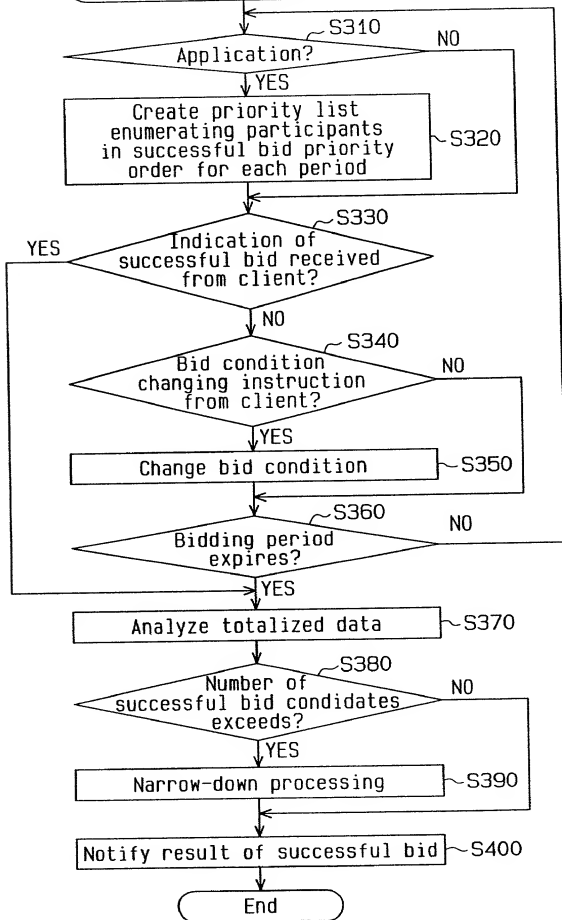 S310
NO
Application?
YES
Create priority list
enumerating participants
in successful bid priority
order for each period
S320
S330
YES
Indication of
successful bid received
from client?
NO
S340
Bid condition
changing instruction
from client?
NO
YES
Change bid condition
S350
S360
NO
Bidding period
expires?
YES
Analyze totalized data
S370
S380
Number of
successful bid candidates
exceeds?
NO
YES
Narrow-down processing
S390
Notify result of successful bid
S400
End